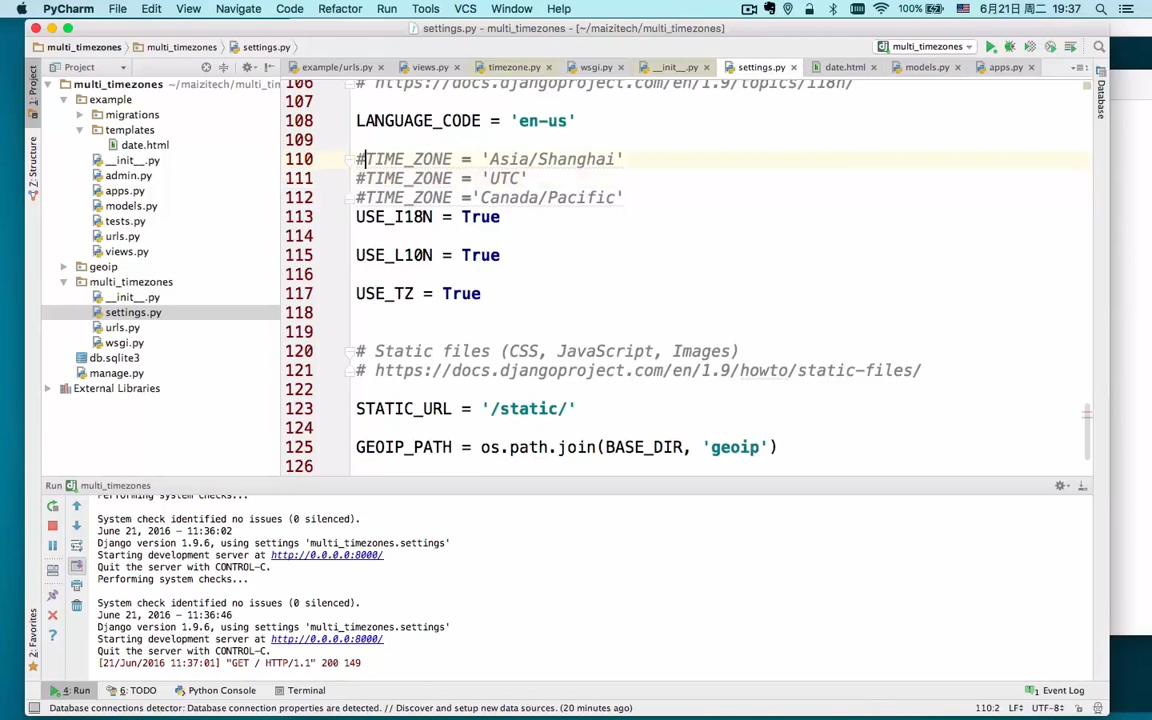 PyCharm File Edit View Navigate Code Refactor Run Tools VCS Window Help 100% 6月21日 周二 19:37
settings.py - multi_timezones - [~/maizitech/multi_timezones]
multi_timezones multi_timezones settings.py multi_timezones
Project example/urls.py views.py timezone.py wsgi.py __init__.py settings.py date.html models.py apps.py
1: Project
Z: Structure
2: Favorites
Database
multi_timezones ~/maizitech/multi_tim
example
migrations
templates
date.html
__init__.py
admin.py
apps.py
models.py
tests.py
urls.py
views.py
geoip
multi_timezones
__init__.py
settings.py
urls.py
wsgi.py
db.sqlite3
manage.py
External Libraries
106 # https://docs.djangoproject.com/en/1.9/topics/i18n/
107
108 LANGUAGE_CODE = 'en-us'
109
110 #TIME_ZONE = 'Asia/Shanghai'
111 #TIME_ZONE = 'UTC'
112 #TIME_ZONE ='Canada/Pacific'
113 USE_I18N = True
114
115 USE_L10N = True
116
117 USE_TZ = True
118
119
120 # Static files (CSS, JavaScript, Images)
121 # https://docs.djangoproject.com/en/1.9/howto/static-files/
122
123 STATIC_URL = '/static/'
124
125 GEOIP_PATH = os.path.join(BASE_DIR, 'geoip')
126
Run multi_timezones
Performing system checks...
System check identified no issues (0 silenced).
June 21, 2016 - 11:36:02
Django version 1.9.6, using settings 'multi_timezones.settings'
Starting development server at http://0.0.0.0:8000/
Quit the server with CONTROL-C.
Performing system checks...
System check identified no issues (0 silenced).
June 21, 2016 - 11:36:46
Django version 1.9.6, using settings 'multi_timezones.settings'
Starting development server at http://0.0.0.0:8000/
Quit the server with CONTROL-C.
[21/Jun/2016 11:37:01] "GET / HTTP/1.1" 200 149
4: Run 6: TODO Python Console Terminal 1 Event Log
Database connections detector: Database connection properties are detected. // Discover and setup new data sources. (20 minutes ago) 110:2 LF UTF-8